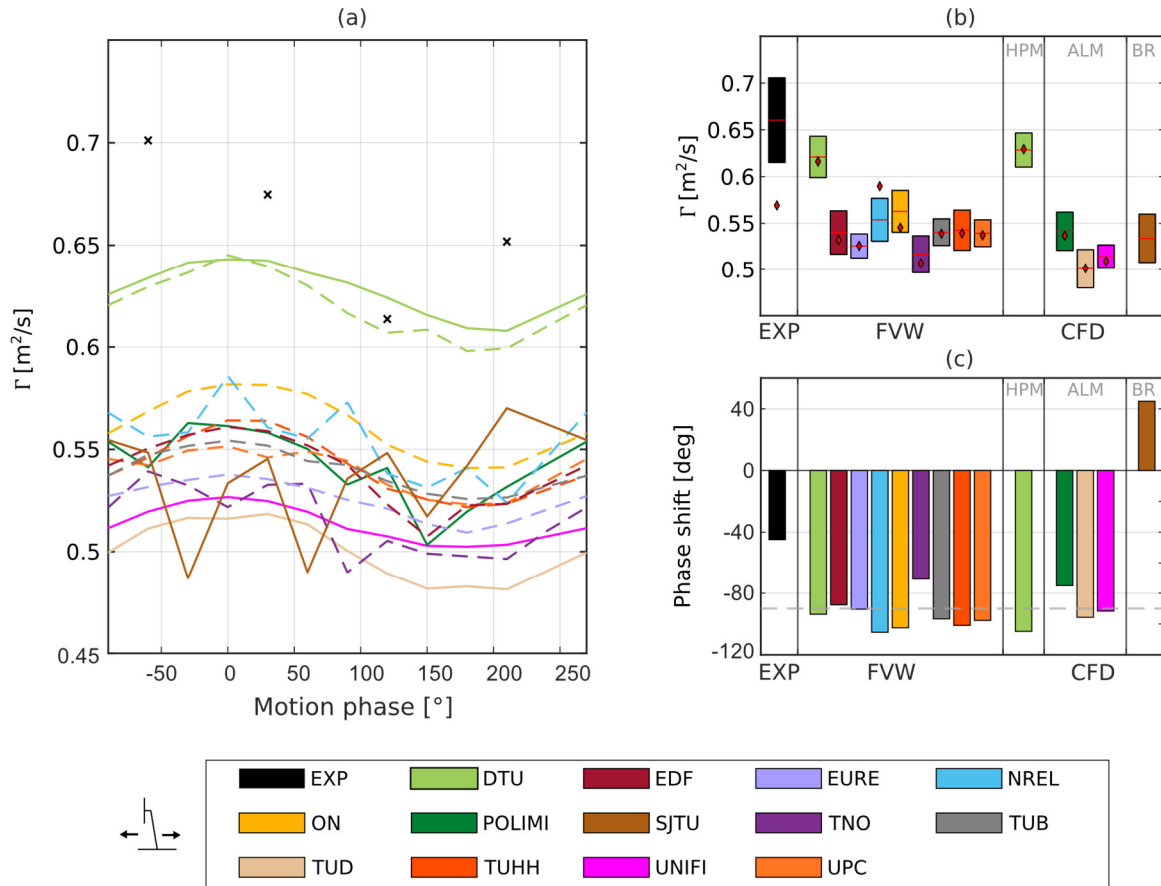 (a)
Γ [m²/s]
0.7
0.65
0.6
0.55
0.5
0.45
-50 0 50 100 150 200 250
Motion phase [°]
(b)
HPM ALM BR
Γ [m²/s]
0.7
0.65
0.6
0.55
0.5
EXP FVW CFD
(c)
HPM ALM BR
Phase shift [deg]
40
0
-40
-80
-120
EXP FVW CFD
EXP DTU EDF EURE NREL
ON POLIMI SJTU TNO TUB
TUD TUHH UNIFI UPC